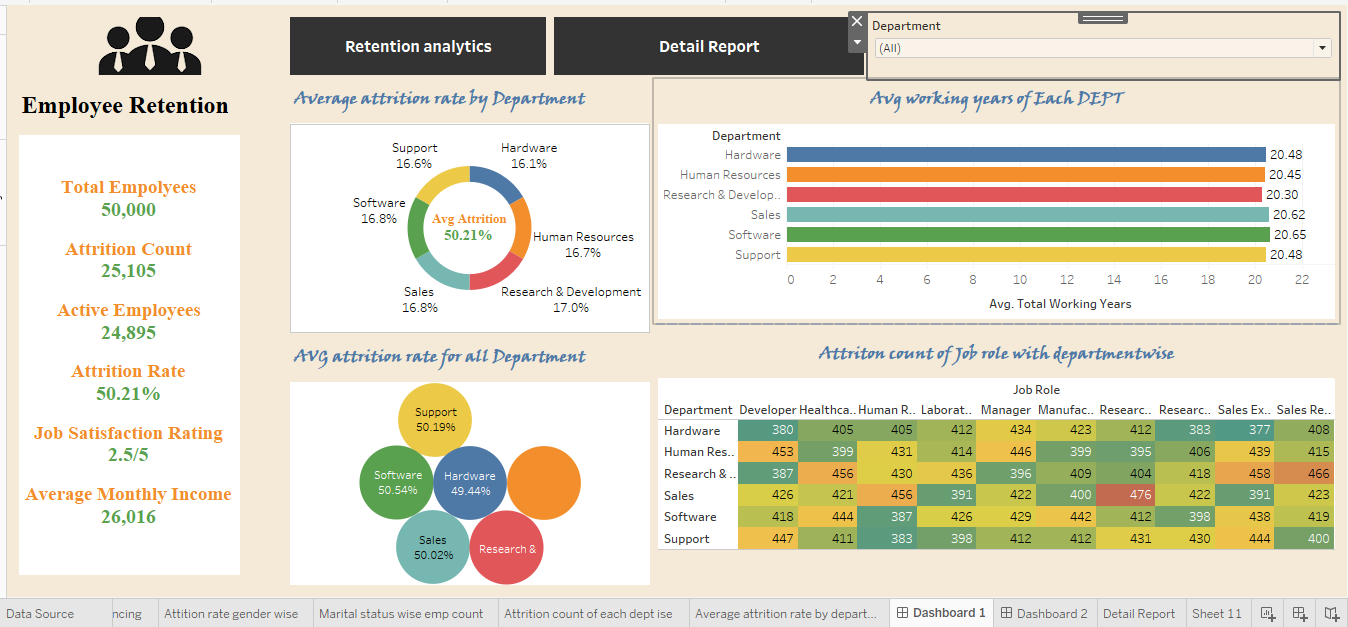 Employee Retention
Total Empolyees
50,000
Attrition Count
25,105
Active Employees
24,895
Attrition Rate
50.21%
Job Satisfaction Rating
2.5/5
Average Monthly Income
26,016
Retention analytics
Detail Report
Department
(All)
Average attrition rate by Department
Support
16.6%
Hardware
16.1%
Software
16.8%
Avg Attrition
50.21%
Human Resources
16.7%
Sales
16.8%
Research & Development
17.0%
Avg working years of Each DEPT
Department
Hardware 20.48
Human Resources 20.45
Research & Develop.. 20.30
Sales 20.62
Software 20.65
Support 20.48
0 2 4 6 8 10 12 14 16 18 20 22
Avg. Total Working Years
AVG attrition rate for all Department
Support
50.19%
Software
50.54%
Hardware
49.44%
Sales
50.02%
Research &
Attriton count of Job role with departmentwise
Job Role
Department Developer Healthca.. Human R.. Laborat.. Manager Manufac.. Researc.. Researc.. Sales Ex.. Sales Re..
Hardware 380 405 405 412 434 423 412 383 377 408
Human Res.. 453 399 431 414 446 399 395 406 439 415
Research & .. 387 456 430 436 396 409 404 418 458 466
Sales 426 421 456 391 422 400 476 422 391 423
Software 418 444 387 426 429 442 412 398 438 419
Support 447 411 383 398 412 412 431 430 444 400
Data Source
ncing
Attition rate gender wise
Marital status wise emp count
Attrition count of each dept ise
Average attrition rate by depart...
Dashboard 1
Dashboard 2
Detail Report
Sheet 11